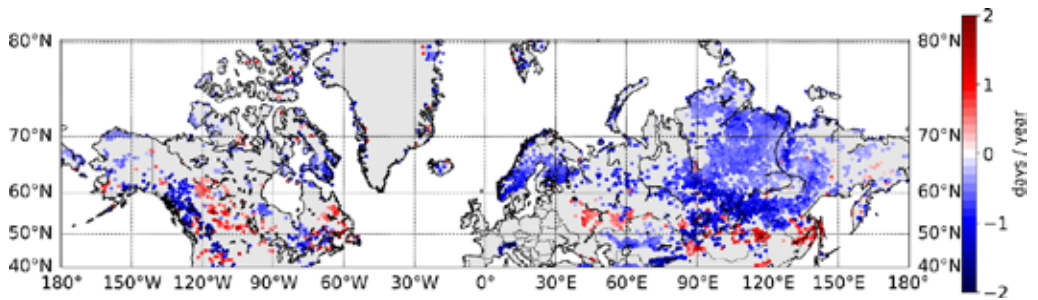 80°N 80°N 2
70°N 70°N 1
60°N 60°N 0
50°N 50°N −1
40°N 40°N −2
180° 150°W 120°W 90°W 60°W 30°W 0° 30°E 60°E 90°E 120°E 150°E 180°
days / year